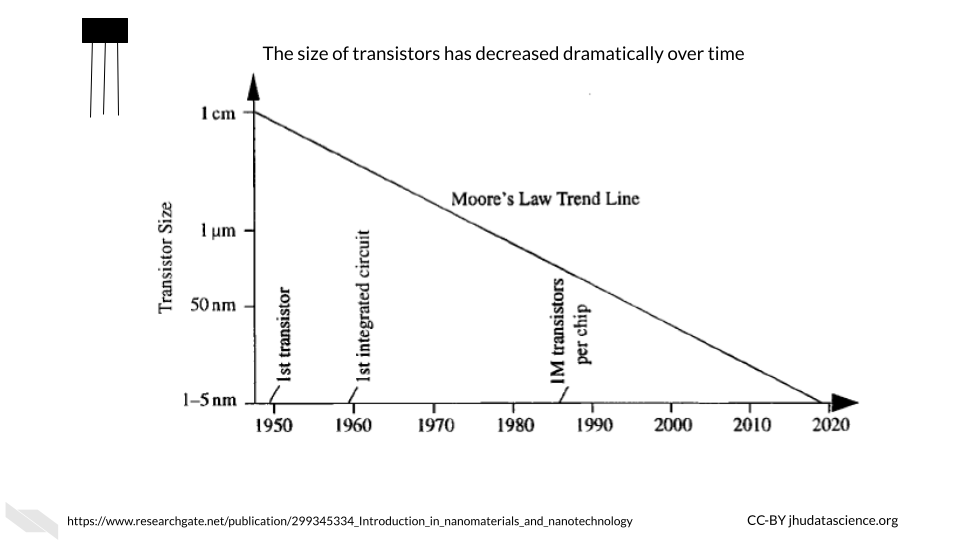 The size of transistors has decreased dramatically over time
1 cm
Moore's Law Trend Line
1 µm
Transistor Size
50 nm
1–5 nm
1st transistor
1st integrated circuit
1M transistors
per chip
1950 1960 1970 1980 1990 2000 2010 2020
https://www.researchgate.net/publication/299345334_Introduction_in_nanomaterials_and_nanotechnology
CC-BY jhudatascience.org